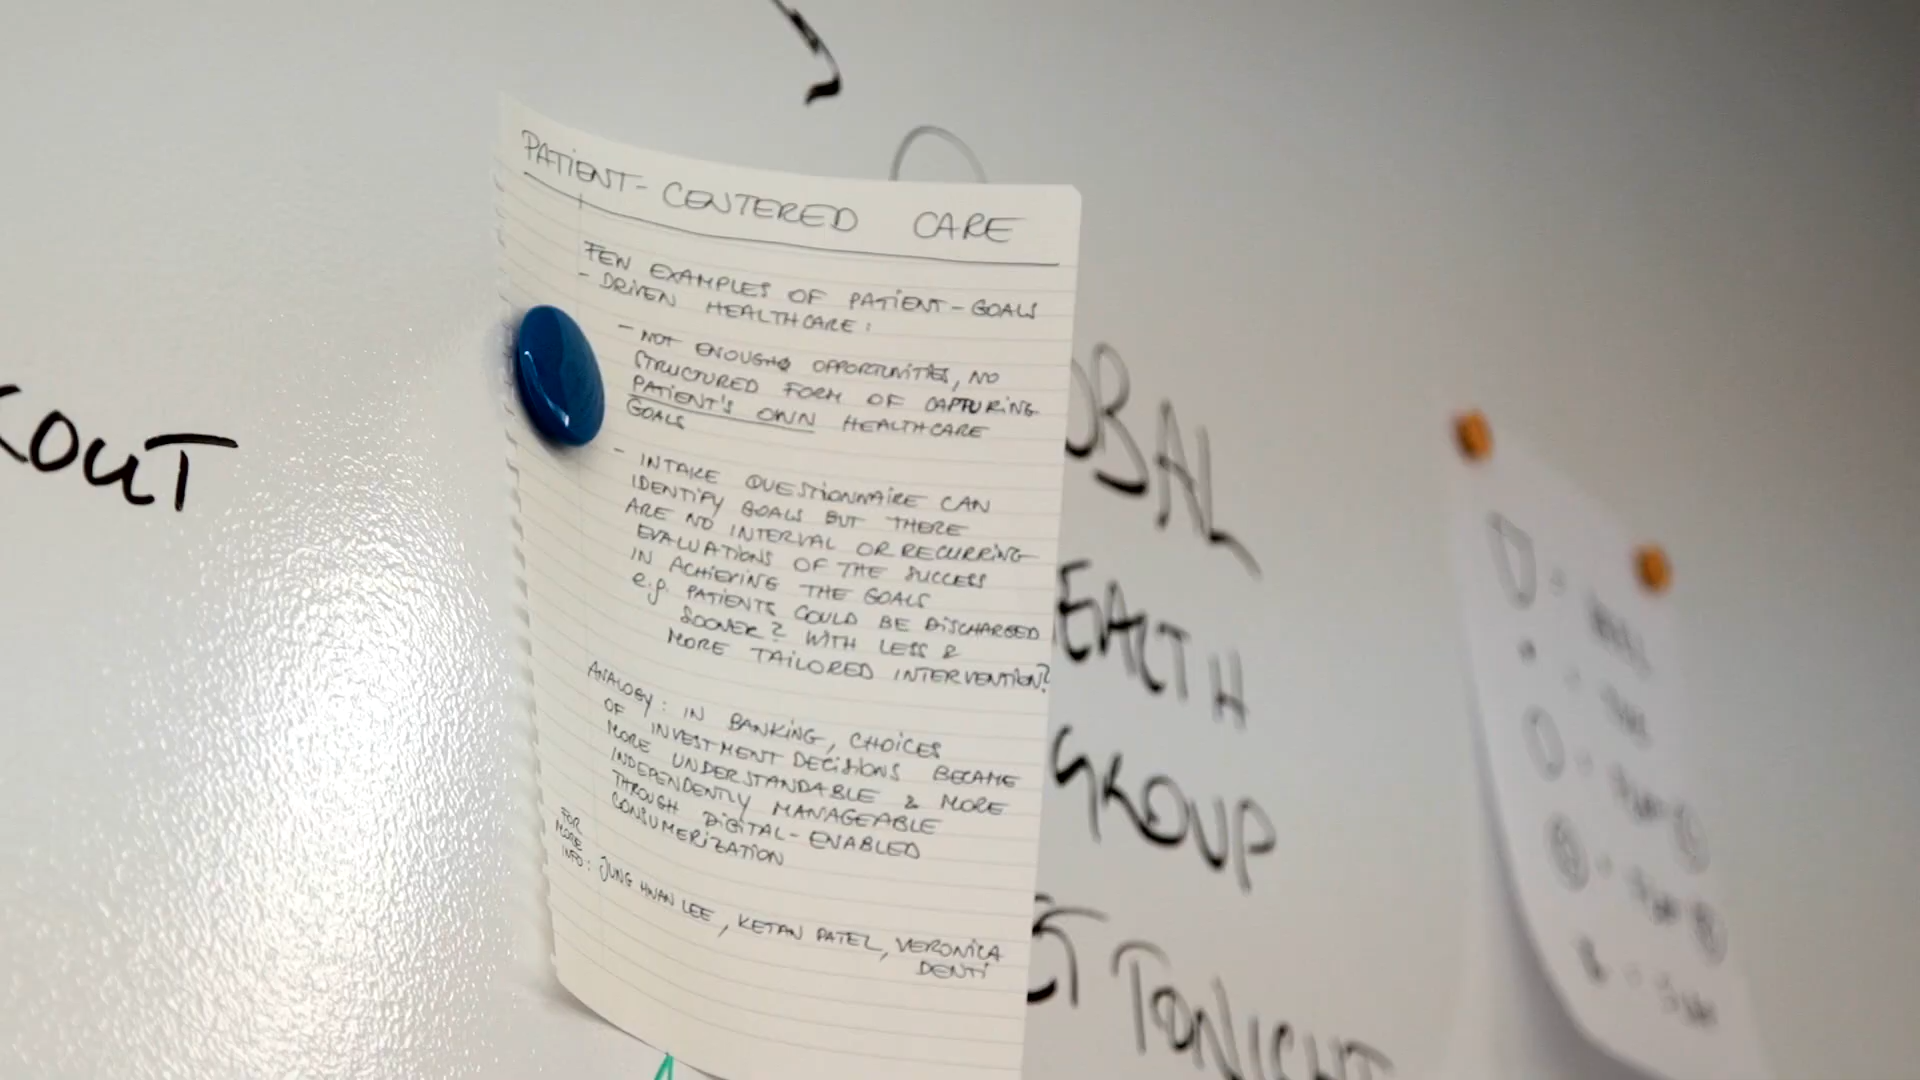 PATIENT-CENTERED CARE
FEW EXAMPLES OF PATIENT-GOALS
-DRIVEN HEALTHCARE:
- NOT ENOUGH OPPORTUNITIES, NO
STRUCTURED FORM OF CAPTURING
PATIENT'S OWN HEALTHCARE
GOALS
- INTAKE QUESTIONNAIRE CAN
IDENTIFY GOALS BUT THERE
ARE NO INTERVAL OR RECURRING
EVALUATIONS OF THE SUCCESS
IN ACHIEVING THE GOALS
e.g. PATIENTS COULD BE DISCHARGED
SOONER? WITH LESS &
MORE TAILORED INTERVENTION?
ANALOGY: IN BANKING, CHOICES
OF INVESTMENT DECISIONS BECAME
MORE UNDERSTANDABLE & MORE
INDEPENDENTLY MANAGEABLE
THROUGH DIGITAL-ENABLED
CONSUMERIZATION
FOR
MORE
INFO: JUNG HWAN LEE, KETAN PATEL, VERONICA
DENTI
KOUT
OBAL
EALTH
GROUP
TONIGHT